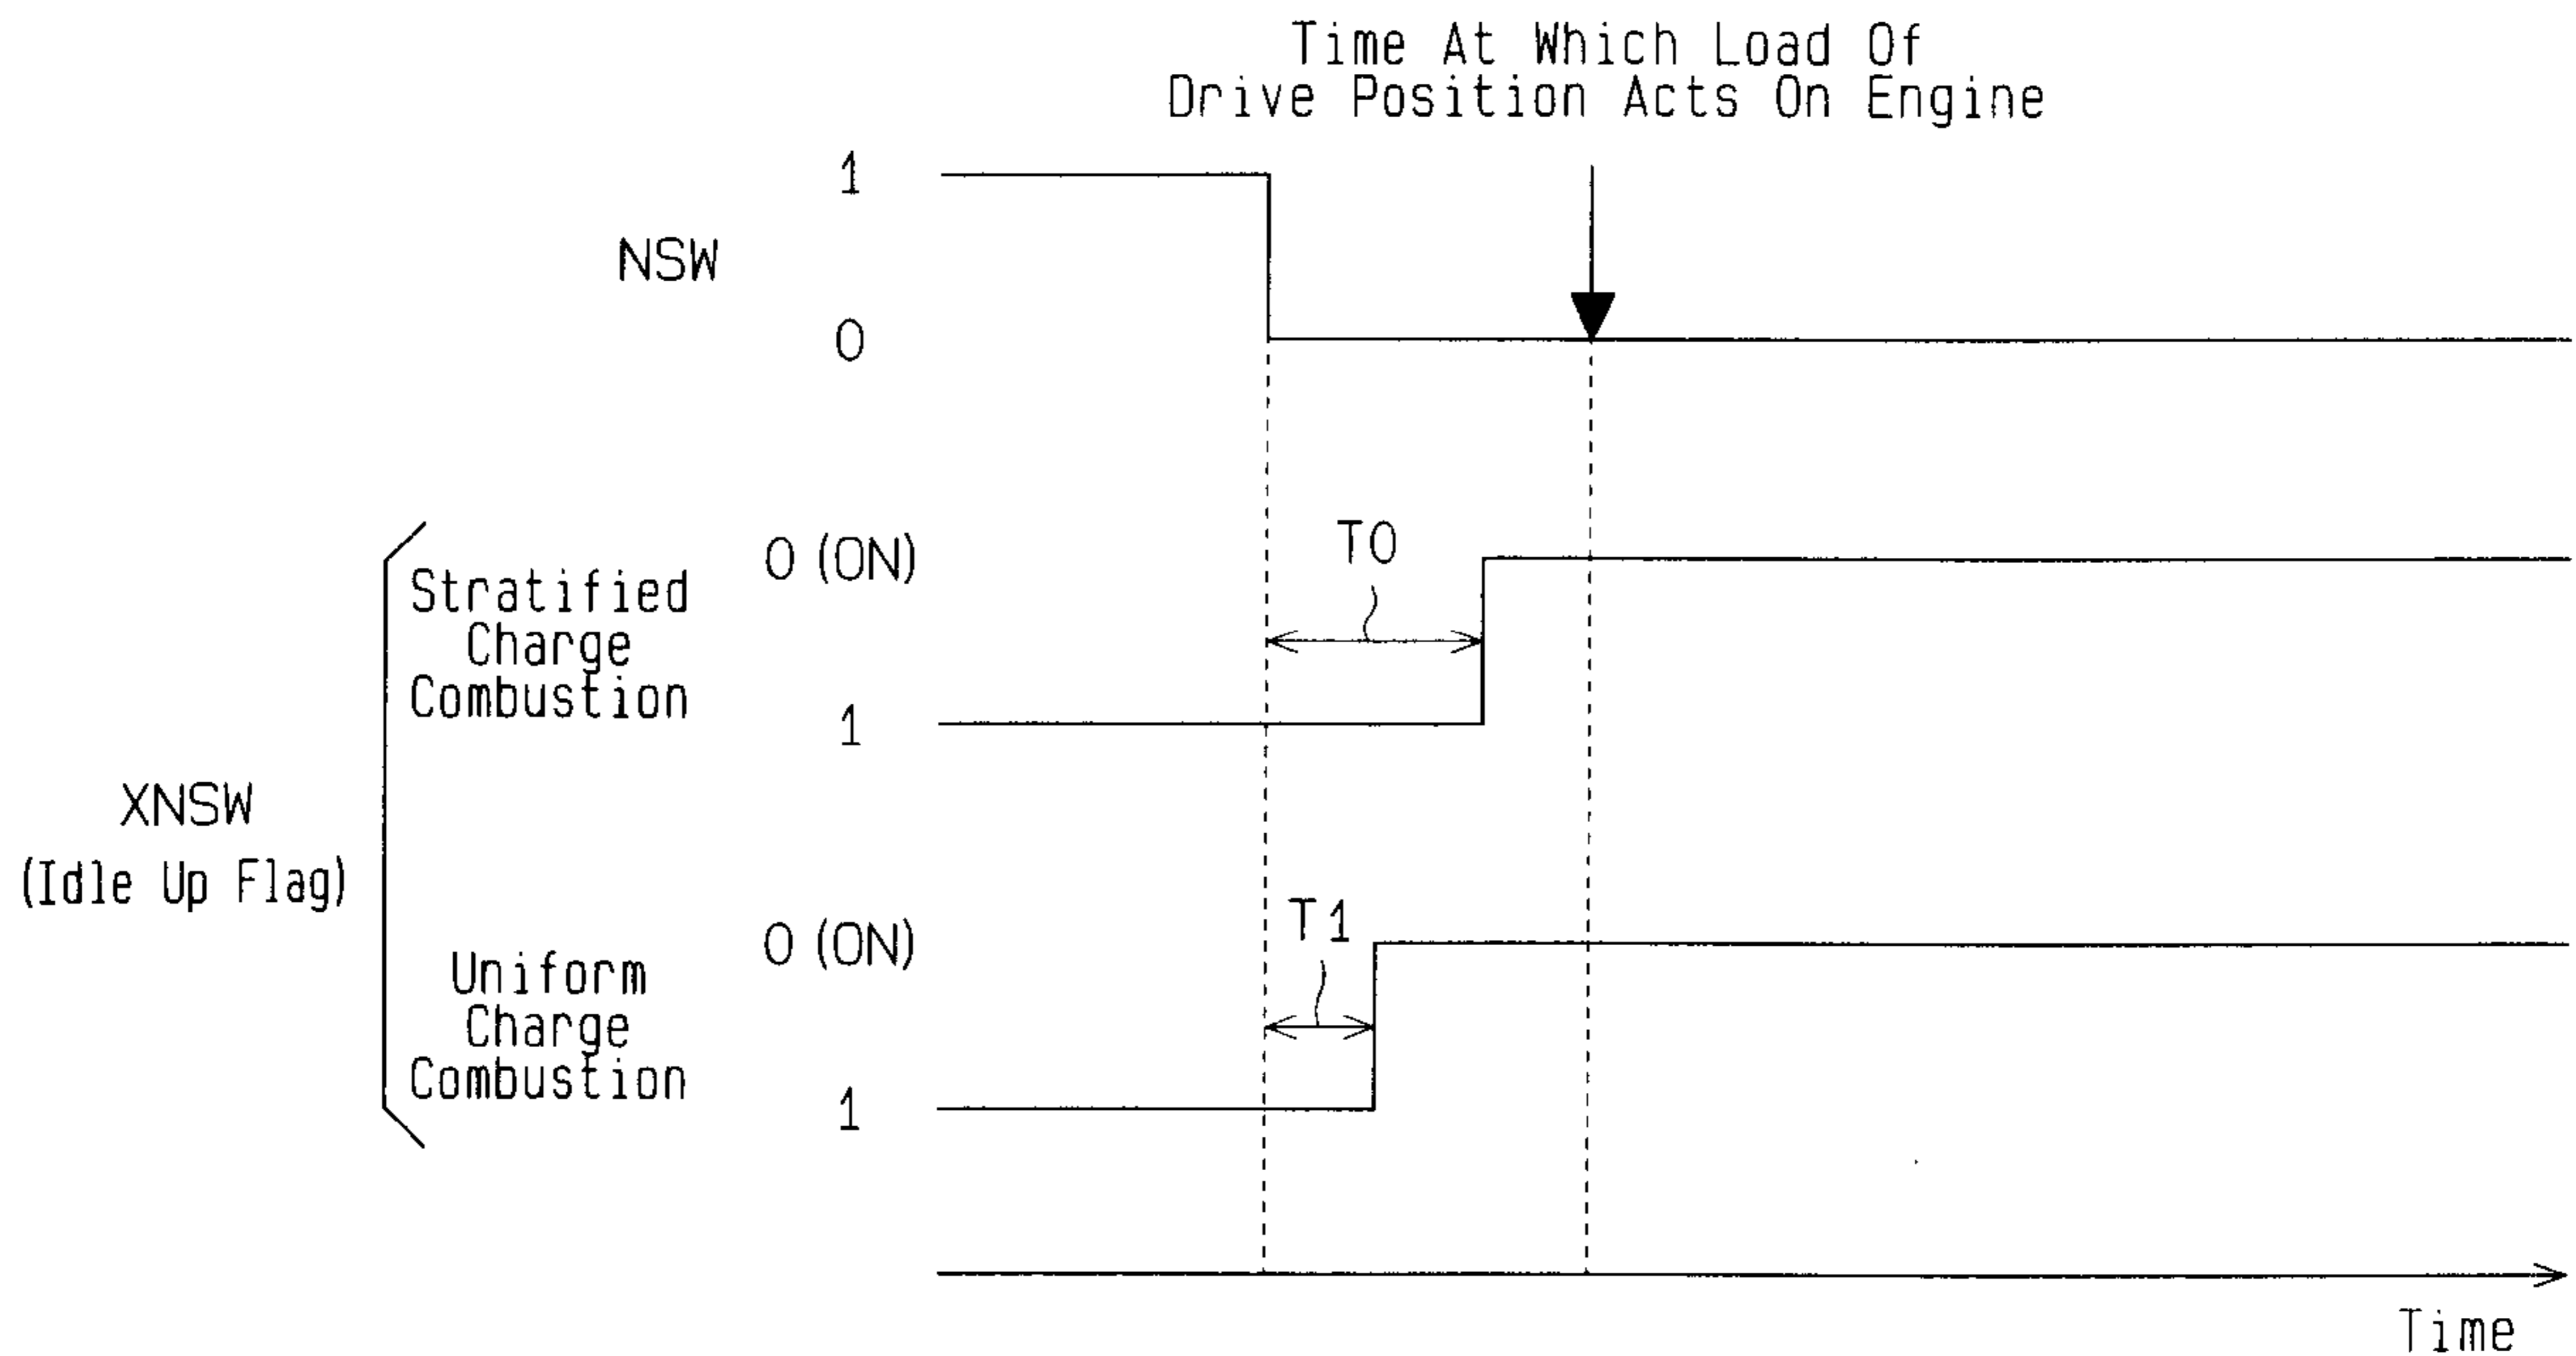 Time At Which Load Of
Drive Position Acts On Engine
1
NSW
0
0 (ON)
T0
Stratified
Charge
Combustion
1
XNSW
(Idle Up Flag)
0 (ON)
T1
Uniform
Charge
Combustion
1
Time